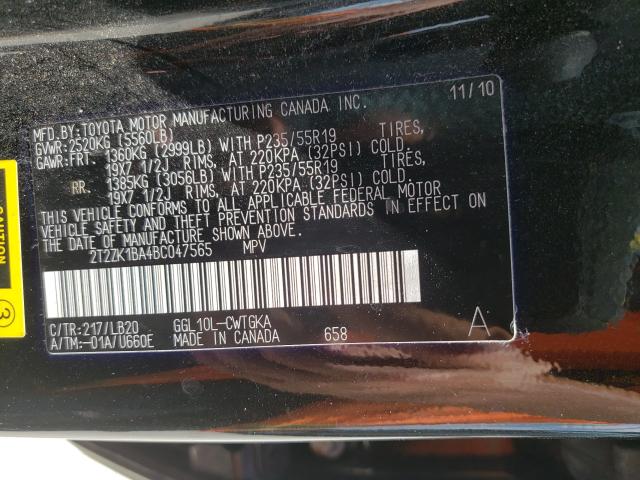 MFD.BY:TOYOTA MOTOR MANUFACTURING CANADA INC. 11/10
GVWR:2520KG (5560LB)
GAWR:FRT. 1360KG (2999LB) WITH P235/55R19 TIRES,
19X7 1/2J RIMS, AT 220KPA (32PSI) COLD.
RR. 1385KG (3056LB) WITH P235/55R19 TIRES,
19X7 1/2J RIMS, AT 220KPA (32PSI) COLD.
THIS VEHICLE CONFORMS TO ALL APPLICABLE FEDERAL MOTOR
VEHICLE SAFETY AND THEFT PREVENTION STANDARDS IN EFFECT ON
THE DATE OF MANUFACTURE SHOWN ABOVE.
2T2ZK1BA4BC047565 MPV
C/TR:217/LB20 GGL10L-CWTGKA
A/TM:-01A/U660E MADE IN CANADA 658 A
CAUTION
3